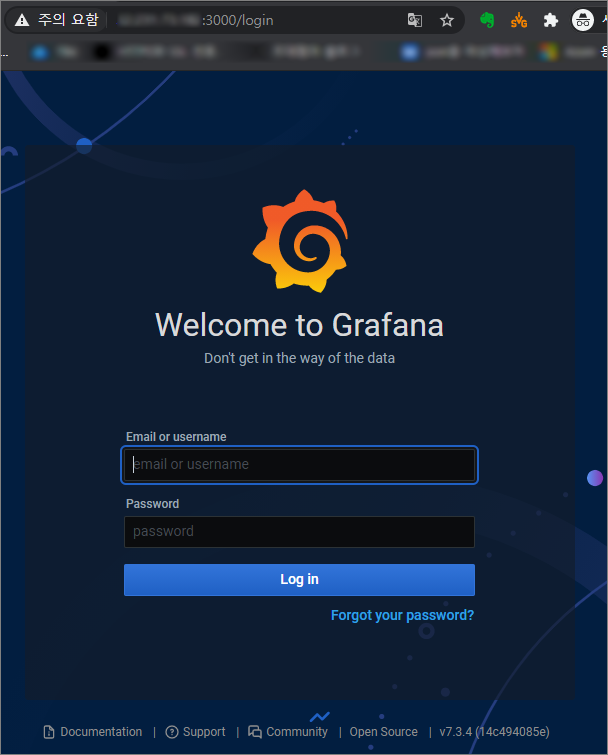 주의 요함
:3000/login
Welcome to Grafana
Don't get in the way of the data
Email or username
email or username
Password
password
Log in
Forgot your password?
Documentation | Support | Community | Open Source | v7.3.4 (14c494085e)